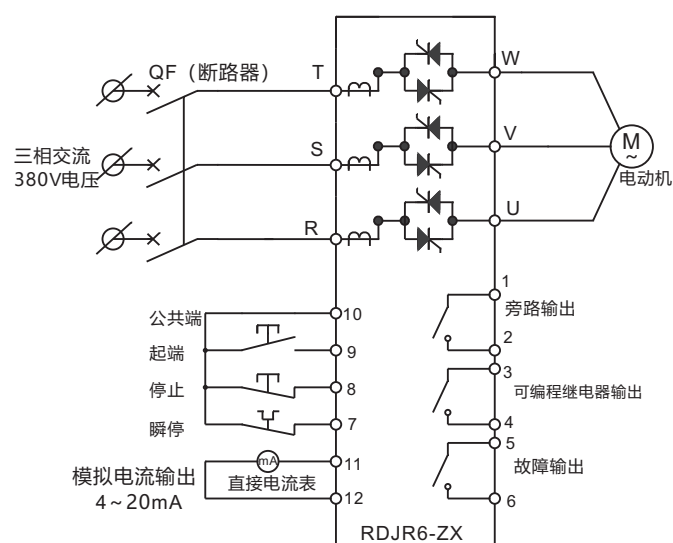 QF（断路器）
T
W
三相交流
380V电压
S
V
M
~
电动机
R
U
公共端
10
起端
9
停止
8
瞬停
7
模拟电流输出
4～20mA
mA
直接电流表
11
12
1
旁路输出
2
3
可编程继电器输出
4
5
故障输出
6
RDJR6-ZX